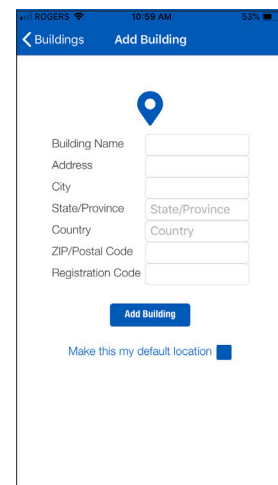 ROGERS 10:59 AM 53%
Buildings Add Building
Building Name
Address
City
State/Province State/Province
Country Country
ZIP/Postal Code
Registration Code
Add Building
Make this my default location